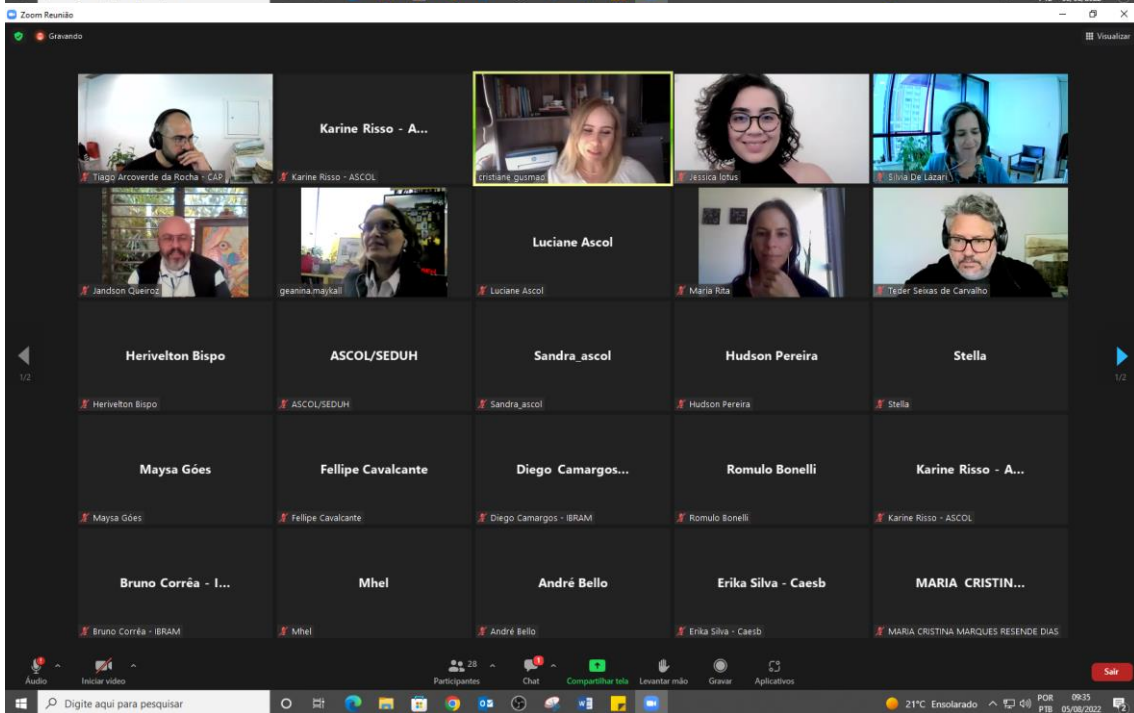 Zoom Reunião
Gravando
Visualizar
Karine Risso - A...
Tiago Arcoverde da Rocha - CAP
Karine Risso - ASCOL
cristiane gusmao
Jessica lotus
Silvia De Lázari
Luciane Ascol
Jandson Queiroz
geanina.maykall
Luciane Ascol
Maria Rita
Teder Seixas de Carvalho
Herivelton Bispo
ASCOL/SEDUH
Sandra_ascol
Hudson Pereira
Stella
1/2
1/2
Herivelton Bispo
ASCOL/SEDUH
Sandra_ascol
Hudson Pereira
Stella
Maysa Góes
Fellipe Cavalcante
Diego Camargos...
Romulo Bonelli
Karine Risso - A...
Maysa Góes
Fellipe Cavalcante
Diego Camargos - IBRAM
Romulo Bonelli
Karine Risso - ASCOL
Bruno Corrêa - I...
Mhel
André Bello
Erika Silva - Caesb
MARIA CRISTIN...
Bruno Corrêa - IBRAM
Mhel
André Bello
Erika Silva - Caesb
MARIA CRISTINA MARQUES RESENDE DIAS
Áudio
Iniciar vídeo
Participantes
28
Chat
1
Compartilhar tela
Levantar mão
Gravar
Aplicativos
Sair
Digite aqui para pesquisar
21°C Ensolarado
POR
PTB
09:35
05/08/2022
2